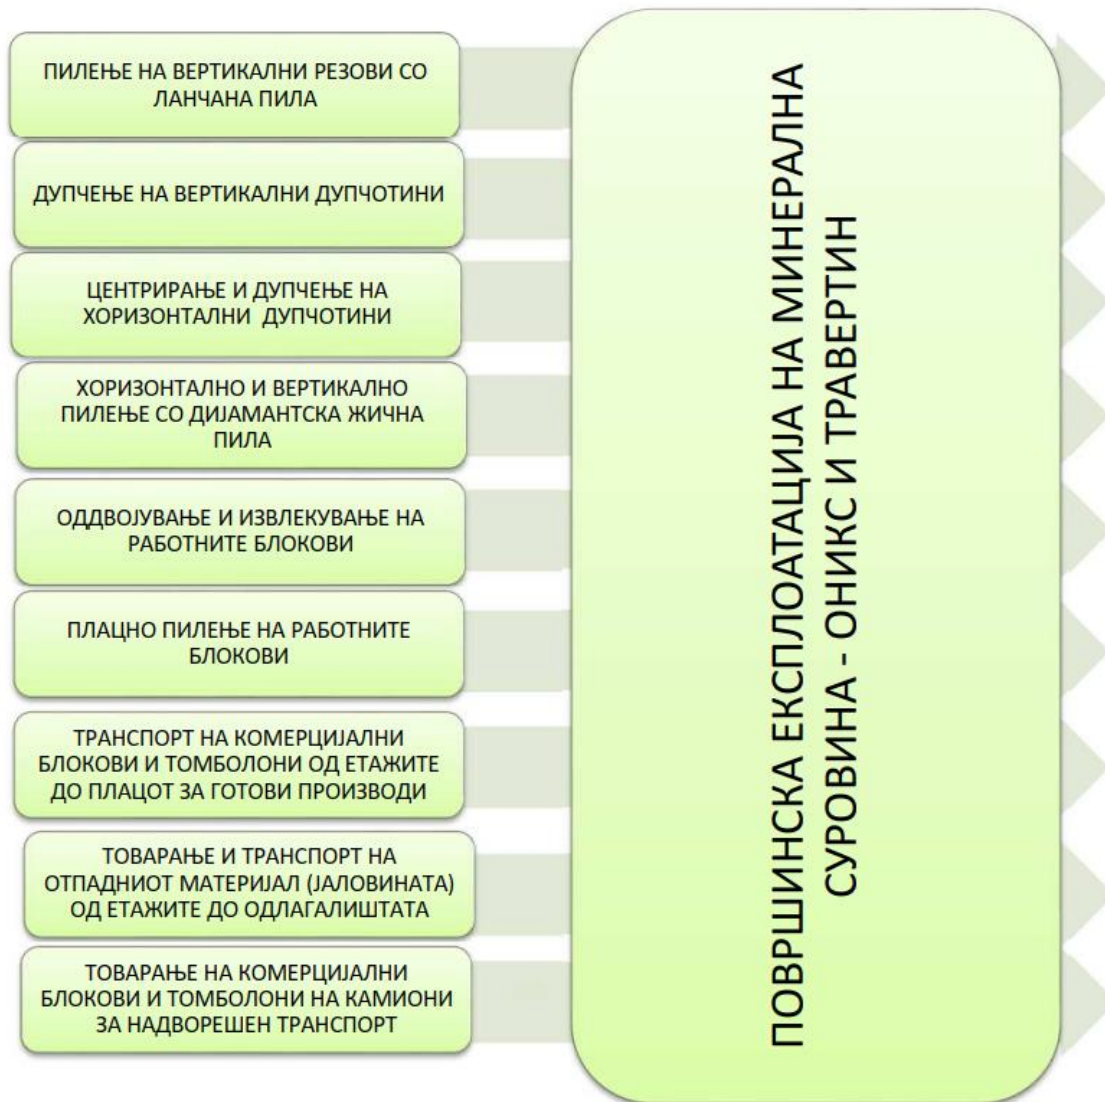 ПИЛЕЊЕ НА ВЕРТИКАЛНИ РЕЗОВИ СО
ЛАНЧАНА ПИЛА
ДУПЧЕЊЕ НА ВЕРТИКАЛНИ ДУПЧОТИНИ
ЦЕНТРИРАЊЕ И ДУПЧЕЊЕ НА
ХОРИЗОНТАЛНИ ДУПЧОТИНИ
ХОРИЗОНТАЛНО И ВЕРТИКАЛНО
ПИЛЕЊЕ СО ДИЈАМАНТСКА ЖИЧНА
ПИЛА
ОДДВОЈУВАЊЕ И ИЗВЛЕКУВАЊЕ НА
РАБОТНИТЕ БЛОКОВИ
ПЛАЦНО ПИЛЕЊЕ НА РАБОТНИТЕ
БЛОКОВИ
ТРАНСПОРТ НА КОМЕРЦИЈАЛНИ
БЛОКОВИ И ТОМБОЛОНИ ОД ЕТАЖИТЕ
ДО ПЛАЦОТ ЗА ГОТОВИ ПРОИЗВОДИ
ТОВАРАЊЕ И ТРАНСПОРТ НА
ОТПАДНИОТ МАТЕРИЈАЛ (ЈАЛОВИНАТА)
ОД ЕТАЖИТЕ ДО ОДЛАГАЛИШТАТА
ТОВАРАЊЕ НА КОМЕРЦИЈАЛНИ
БЛОКОВИ И ТОМБОЛОНИ НА КАМИОНИ
ЗА НАДВОРЕШЕН ТРАНСПОРТ
ПОВРШИНСКА ЕКСПЛОАТАЦИЈА НА МИНЕРАЛНА
СУРОВИНА - ОНИКС И ТРАВЕРТИН